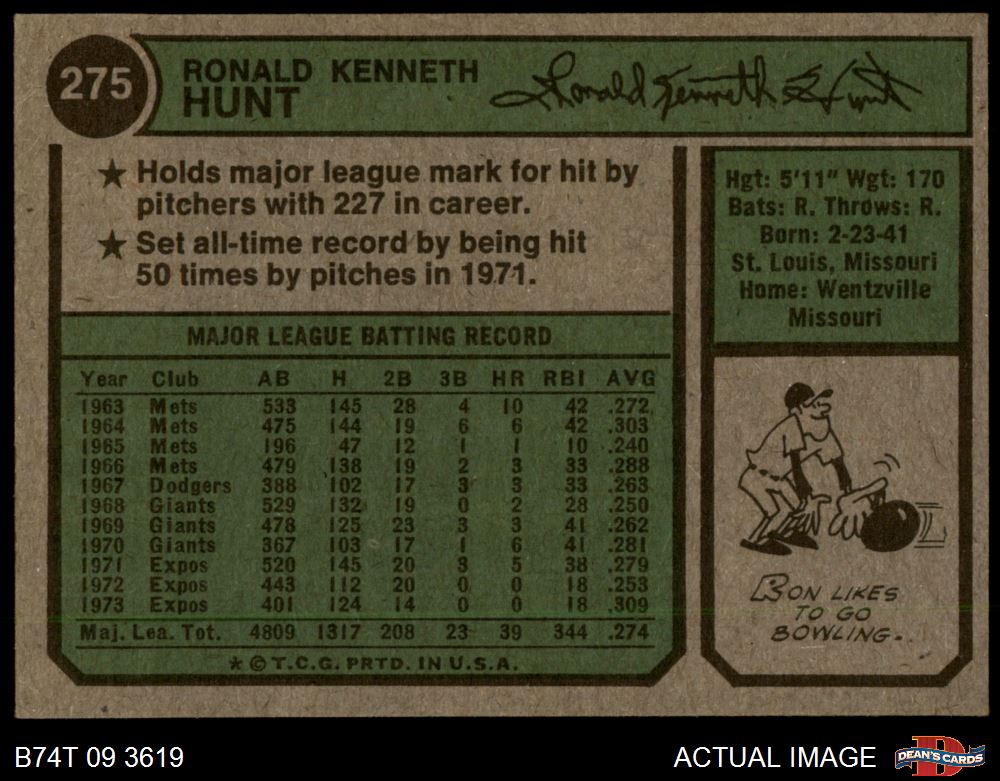 275
RONALD KENNETH
HUNT
Ronald Kenneth Hunt
★ Holds major league mark for hit by
pitchers with 227 in career.
★ Set all-time record by being hit
50 times by pitches in 1971.
MAJOR LEAGUE BATTING RECORD
Year Club AB H 2B 3B HR RBI AVG
1963 Mets 533 145 28 4 10 42 .272
1964 Mets 475 144 19 6 6 42 .303
1965 Mets 196 47 12 1 1 10 .240
1966 Mets 479 138 19 2 3 33 .288
1967 Dodgers 388 102 17 3 3 33 .263
1968 Giants 529 132 19 0 2 28 .250
1969 Giants 478 125 23 3 3 41 .262
1970 Giants 367 103 17 1 6 41 .281
1971 Expos 520 145 20 3 5 38 .279
1972 Expos 443 112 20 0 0 18 .253
1973 Expos 401 124 14 0 0 18 .309
Maj. Lea. Tot. 4809 1317 208 23 39 344 .274
★ © T.C.G. PRTD. IN U.S.A.
Hgt: 5'11" Wgt: 170
Bats: R. Throws: R.
Born: 2-23-41
St. Louis, Missouri
Home: Wentzville
Missouri
RON LIKES
TO GO
BOWLING.
B74T 09 3619
ACTUAL IMAGE
D
DEAN'S CARDS